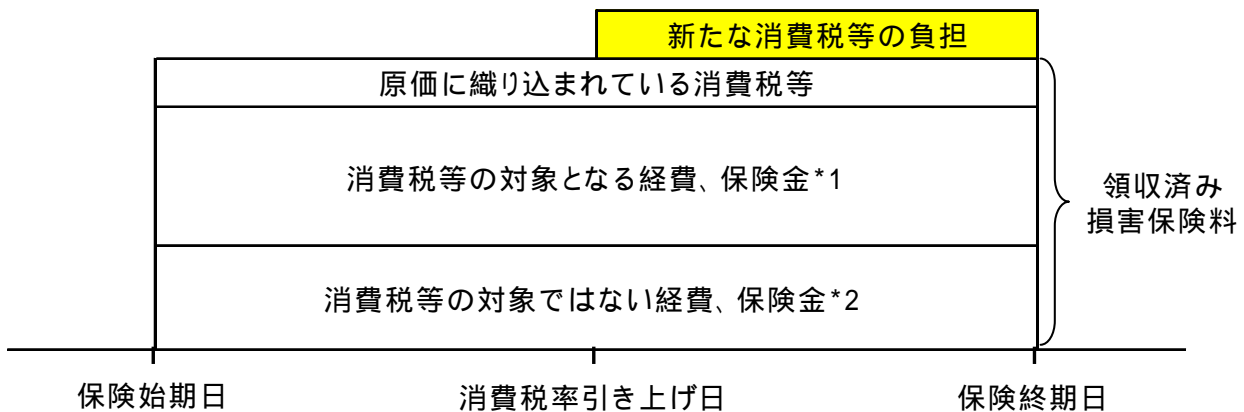 新たな消費税等の負担
原価に織り込まれている消費税等
消費税等の対象となる経費、保険金*1
消費税等の対象ではない経費、保険金*2
領収済み
損害保険料
保険始期日
消費税率引き上げ日
保険終期日